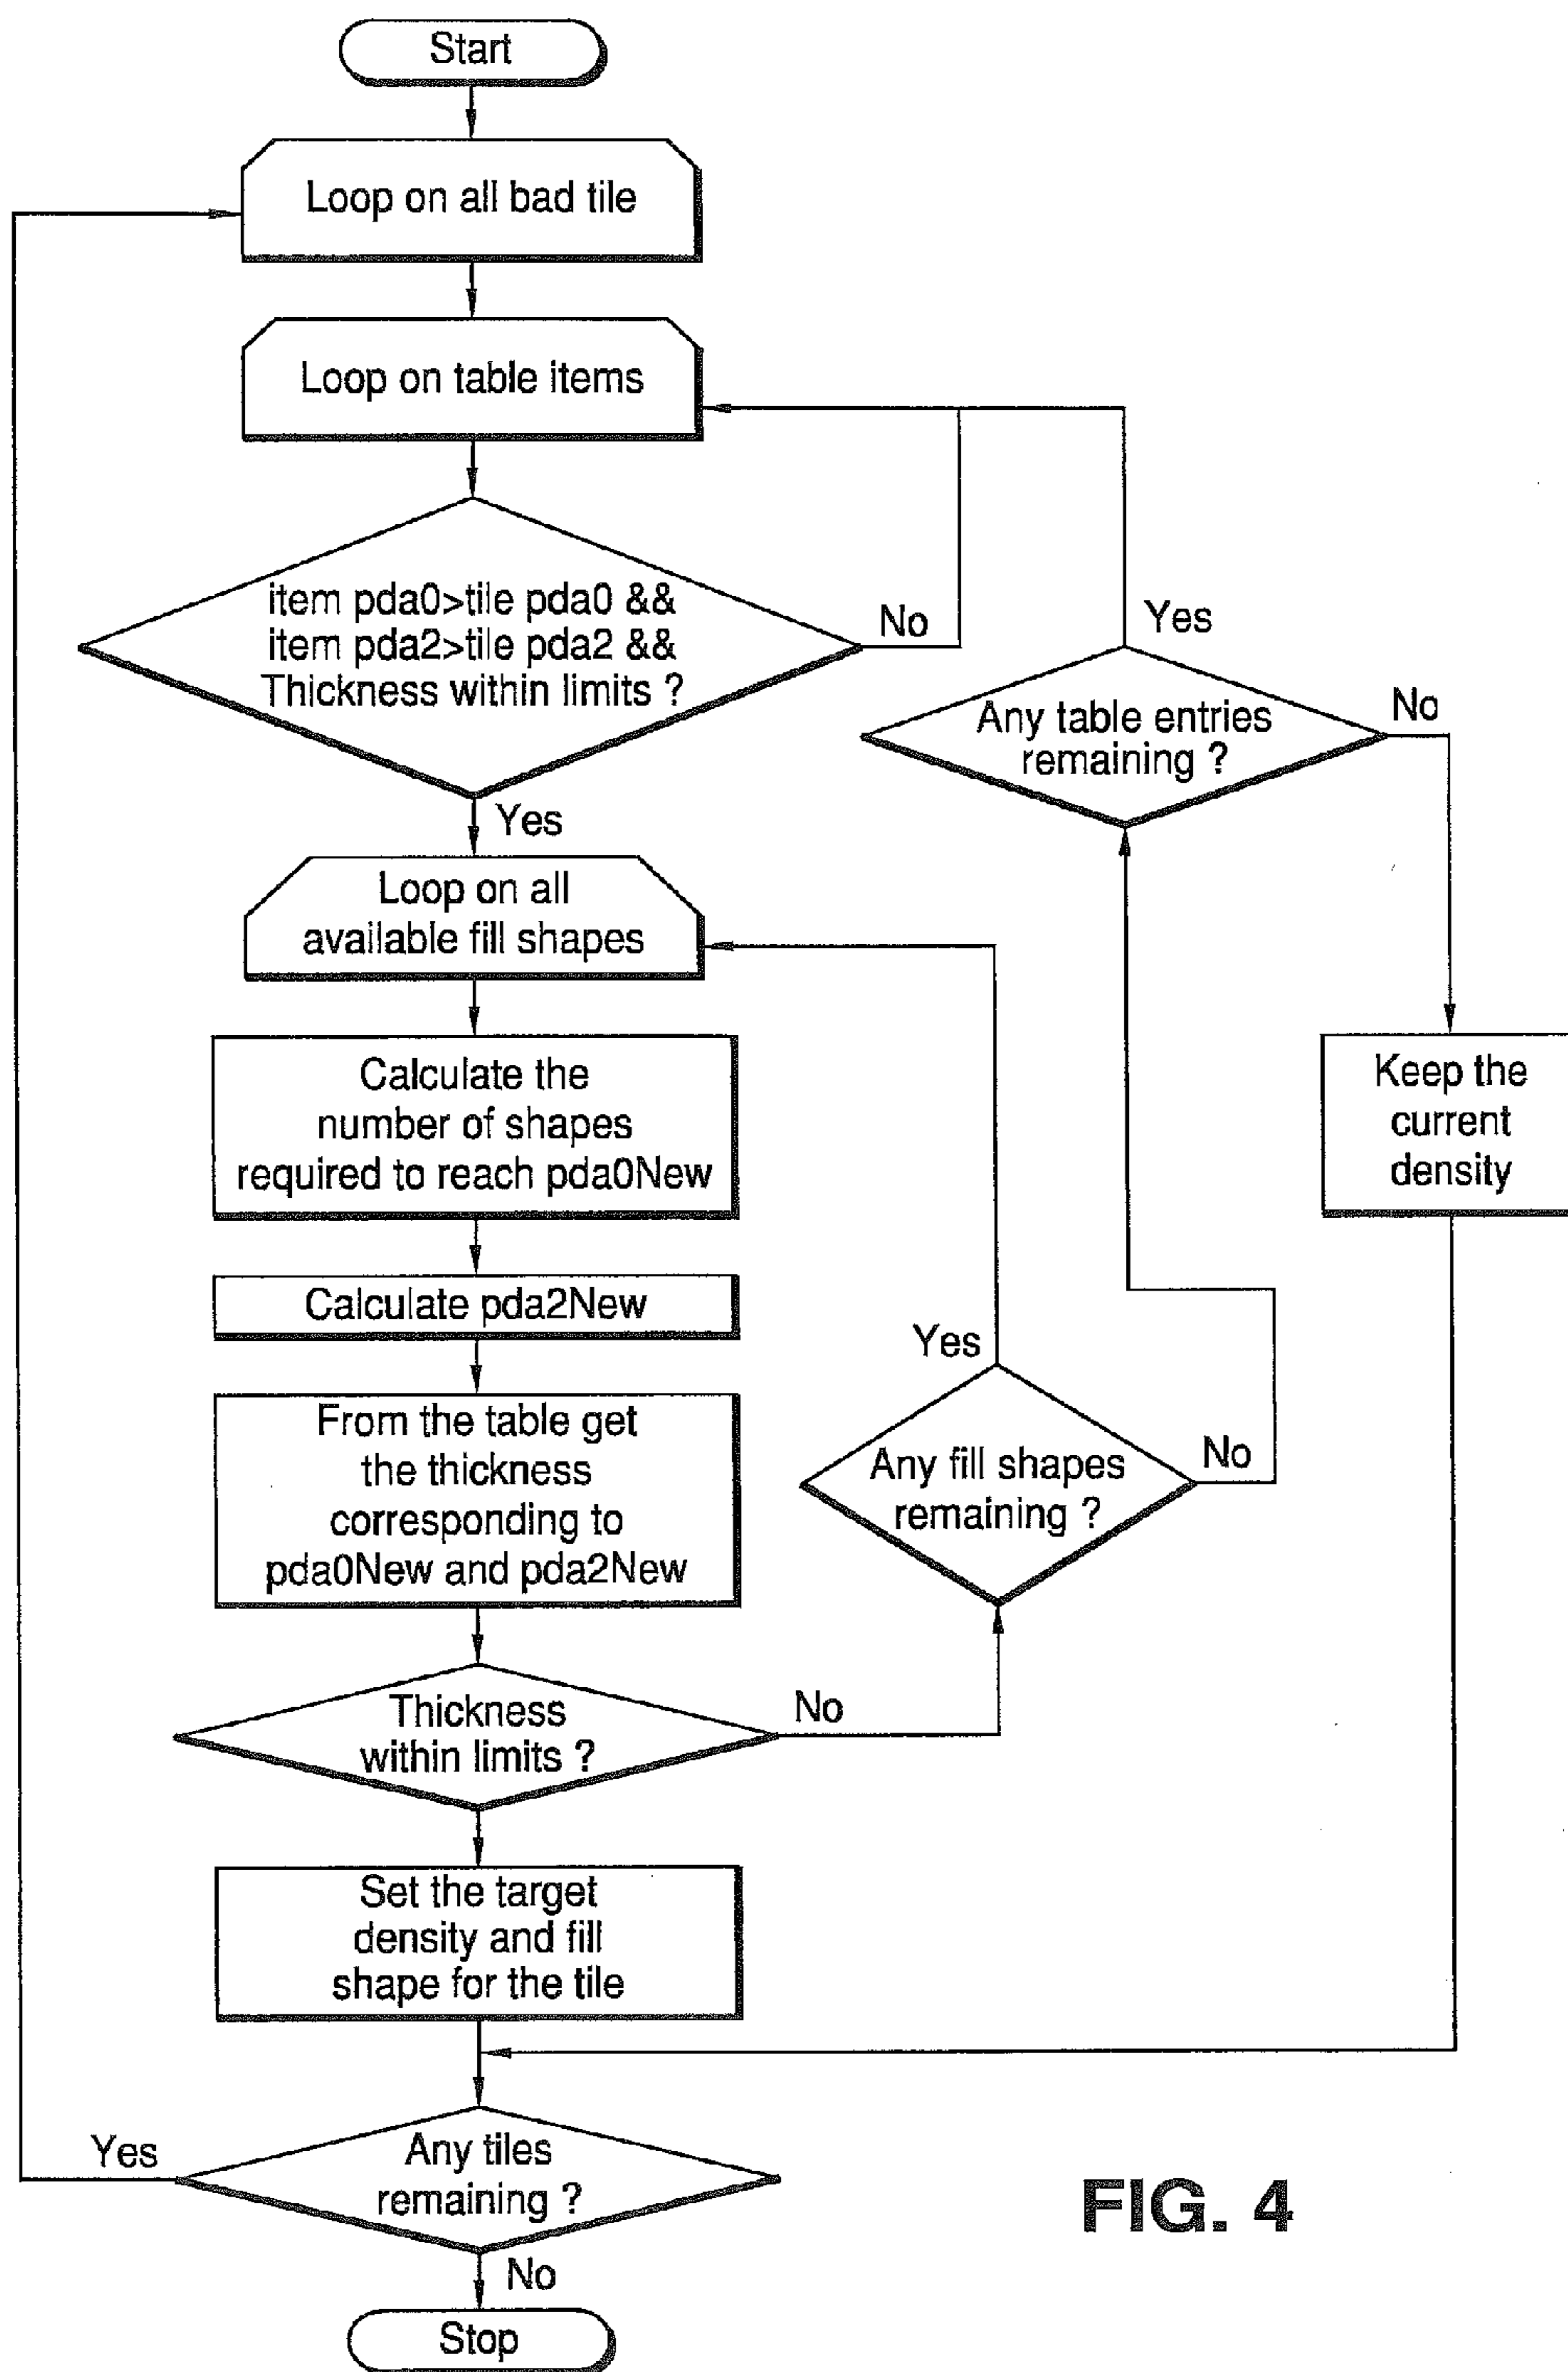 Start
Loop on all bad tile
Loop on table items
item pda0>tile pda0 &&
item pda2>tile pda2 &&
Thickness within limits ?
No
Yes
Any table entries
remaining ?
Yes
No
Loop on all
available fill shapes
Calculate the
number of shapes
required to reach pda0New
Keep the
current
density
Calculate pda2New
From the table get
the thickness
corresponding to
pda0New and pda2New
Yes
Any fill shapes
remaining ?
No
Thickness
within limits ?
No
Set the target
density and fill
shape for the tile
Any tiles
remaining ?
Yes
No
Stop
FIG. 4